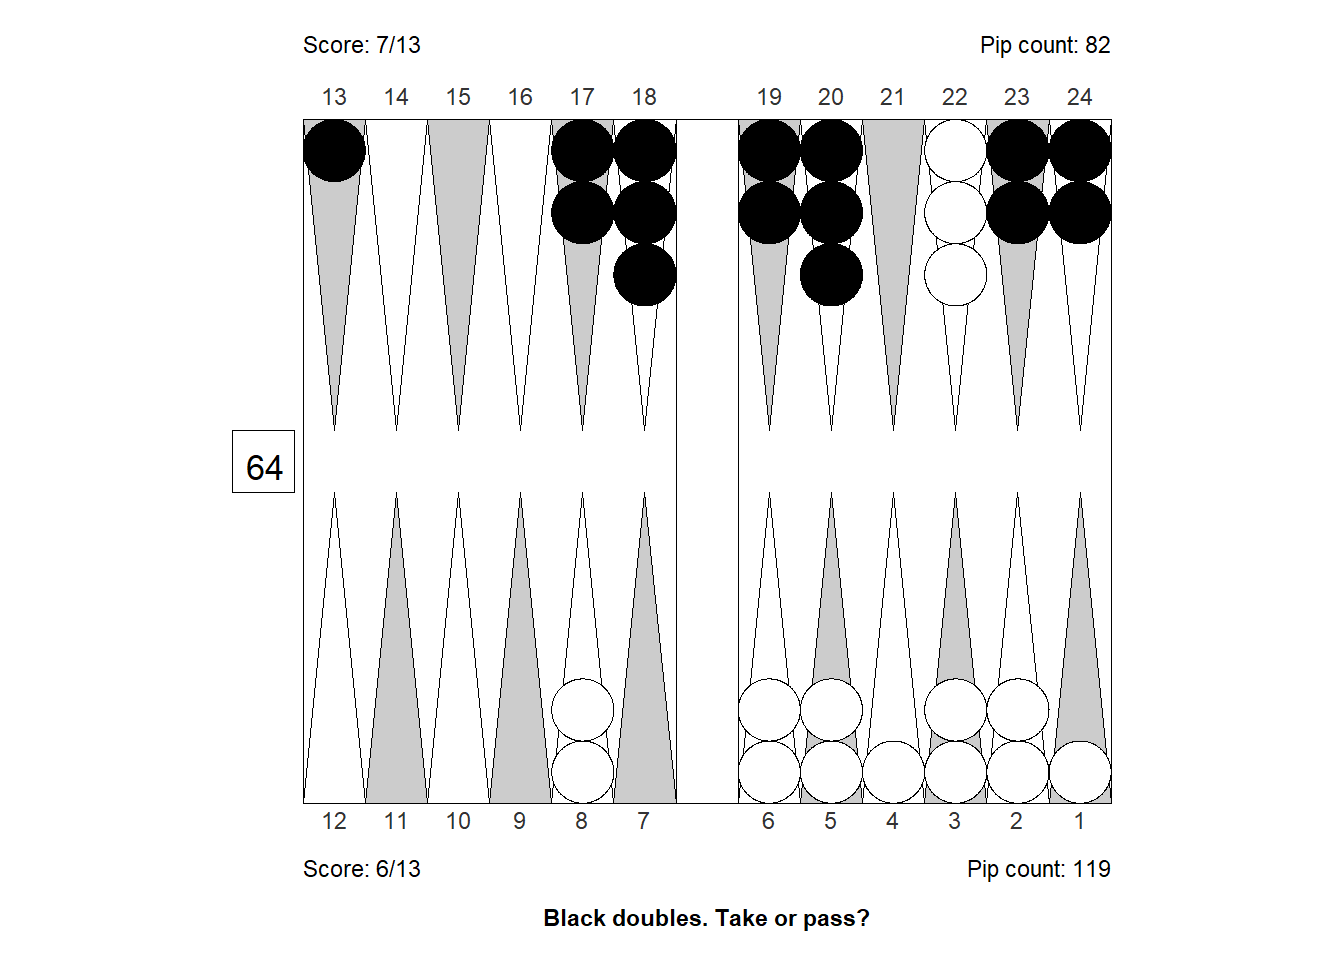 Score: 7/13 Pip count: 82
13 14 15 16 17 18 19 20 21 22 23 24
64
12 11 10 9 8 7 6 5 4 3 2 1
Score: 6/13 Pip count: 119
Black doubles. Take or pass?